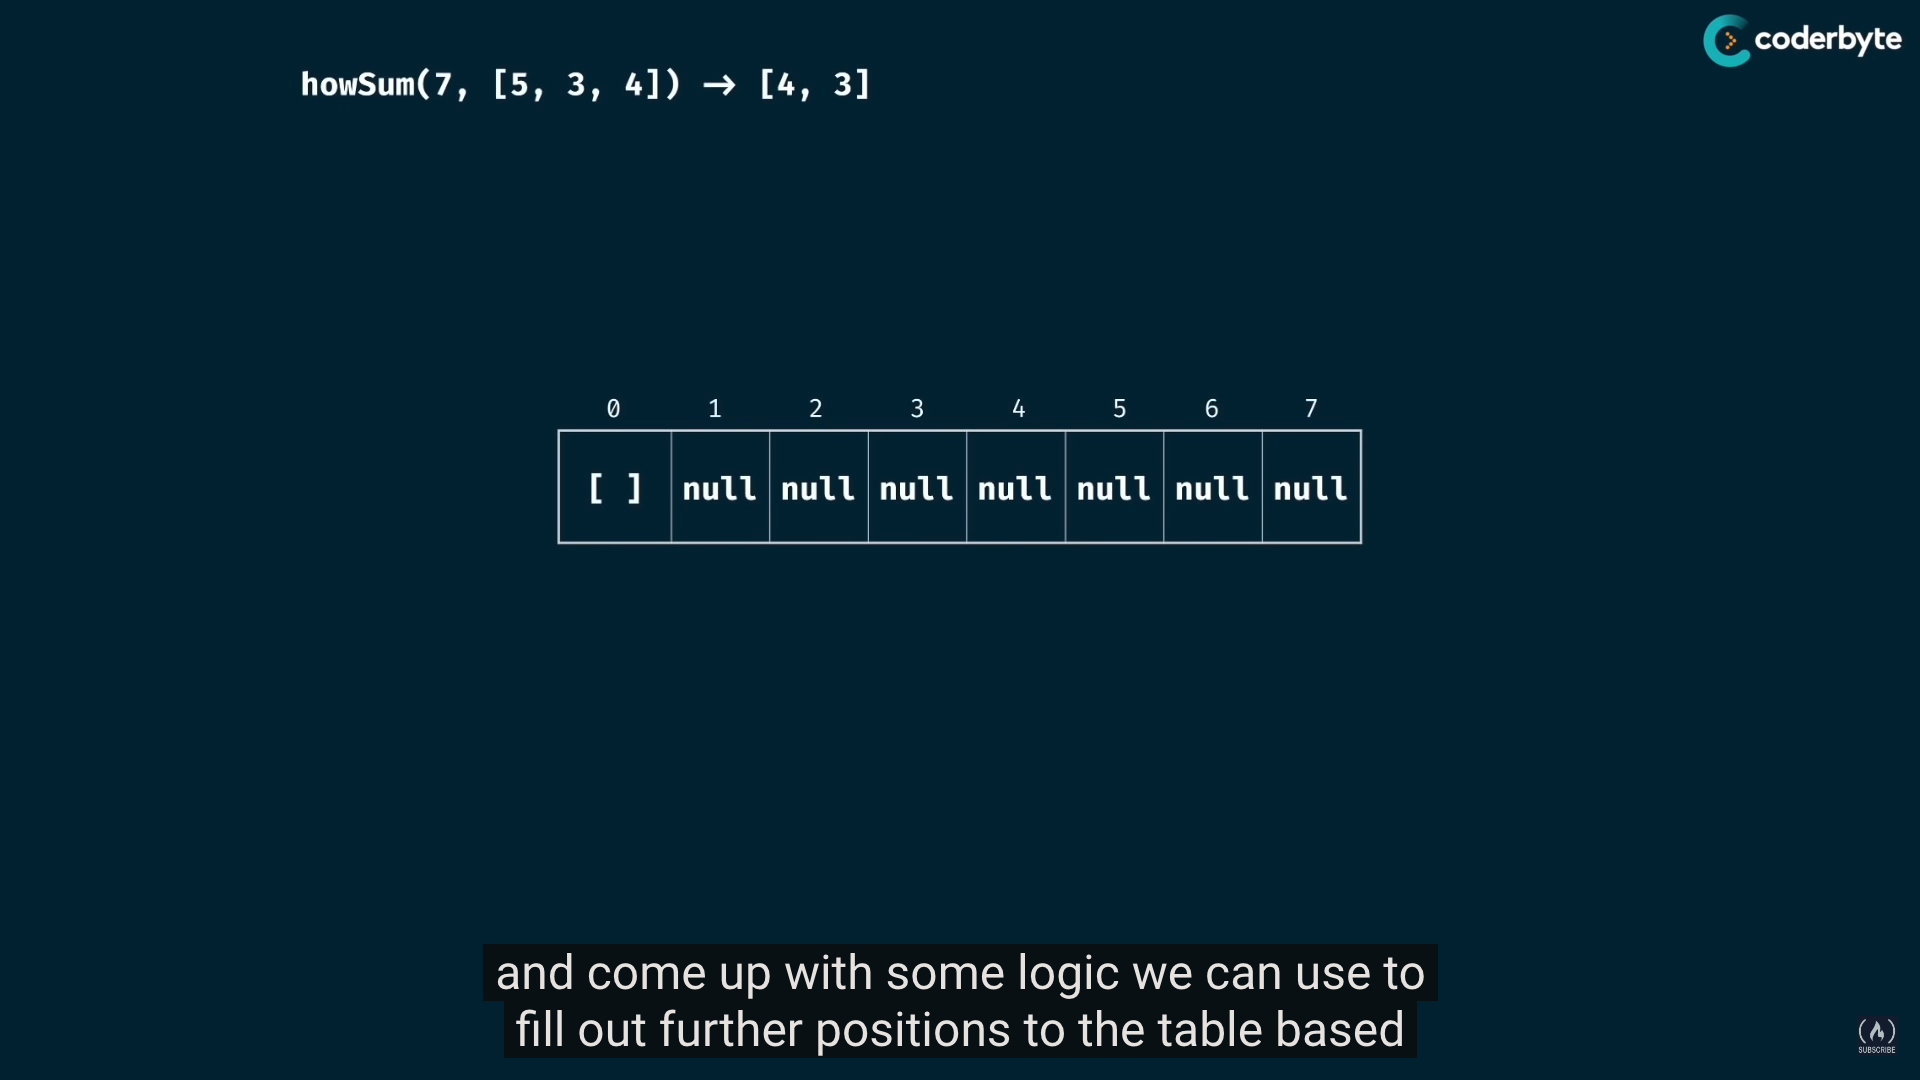 coderbyte
howSum(7, [5, 3, 4]) → [4, 3]
0 1 2 3 4 5 6 7
[ ] null null null null null null null
and come up with some logic we can use to
fill out further positions to the table based
SUBSCRIBE